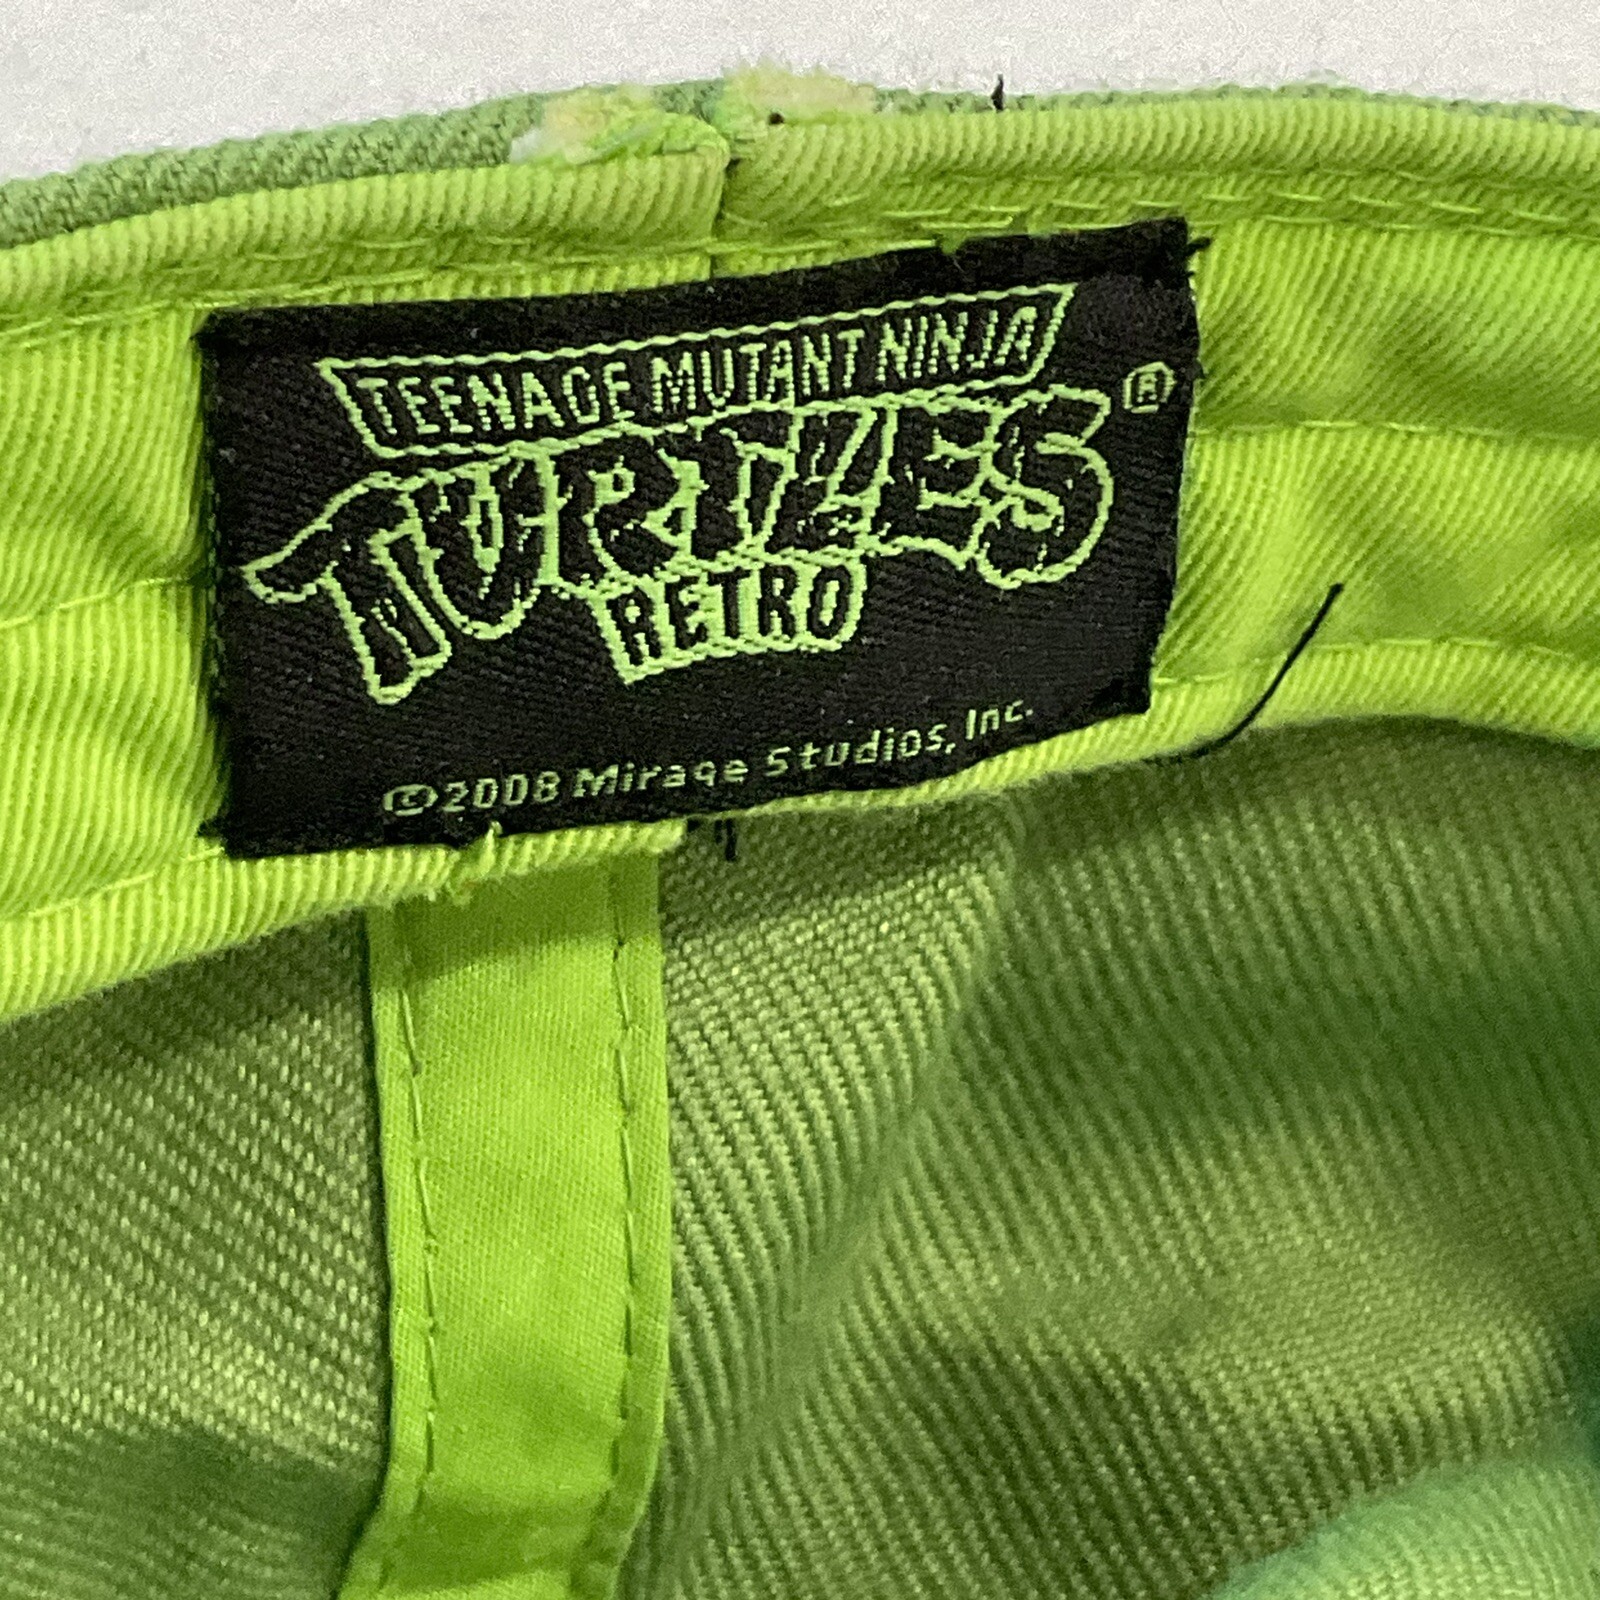 TEENAGE MUTANT NINJA
TURTLES ®
RETRO
©2008 Mirage Studios, Inc.